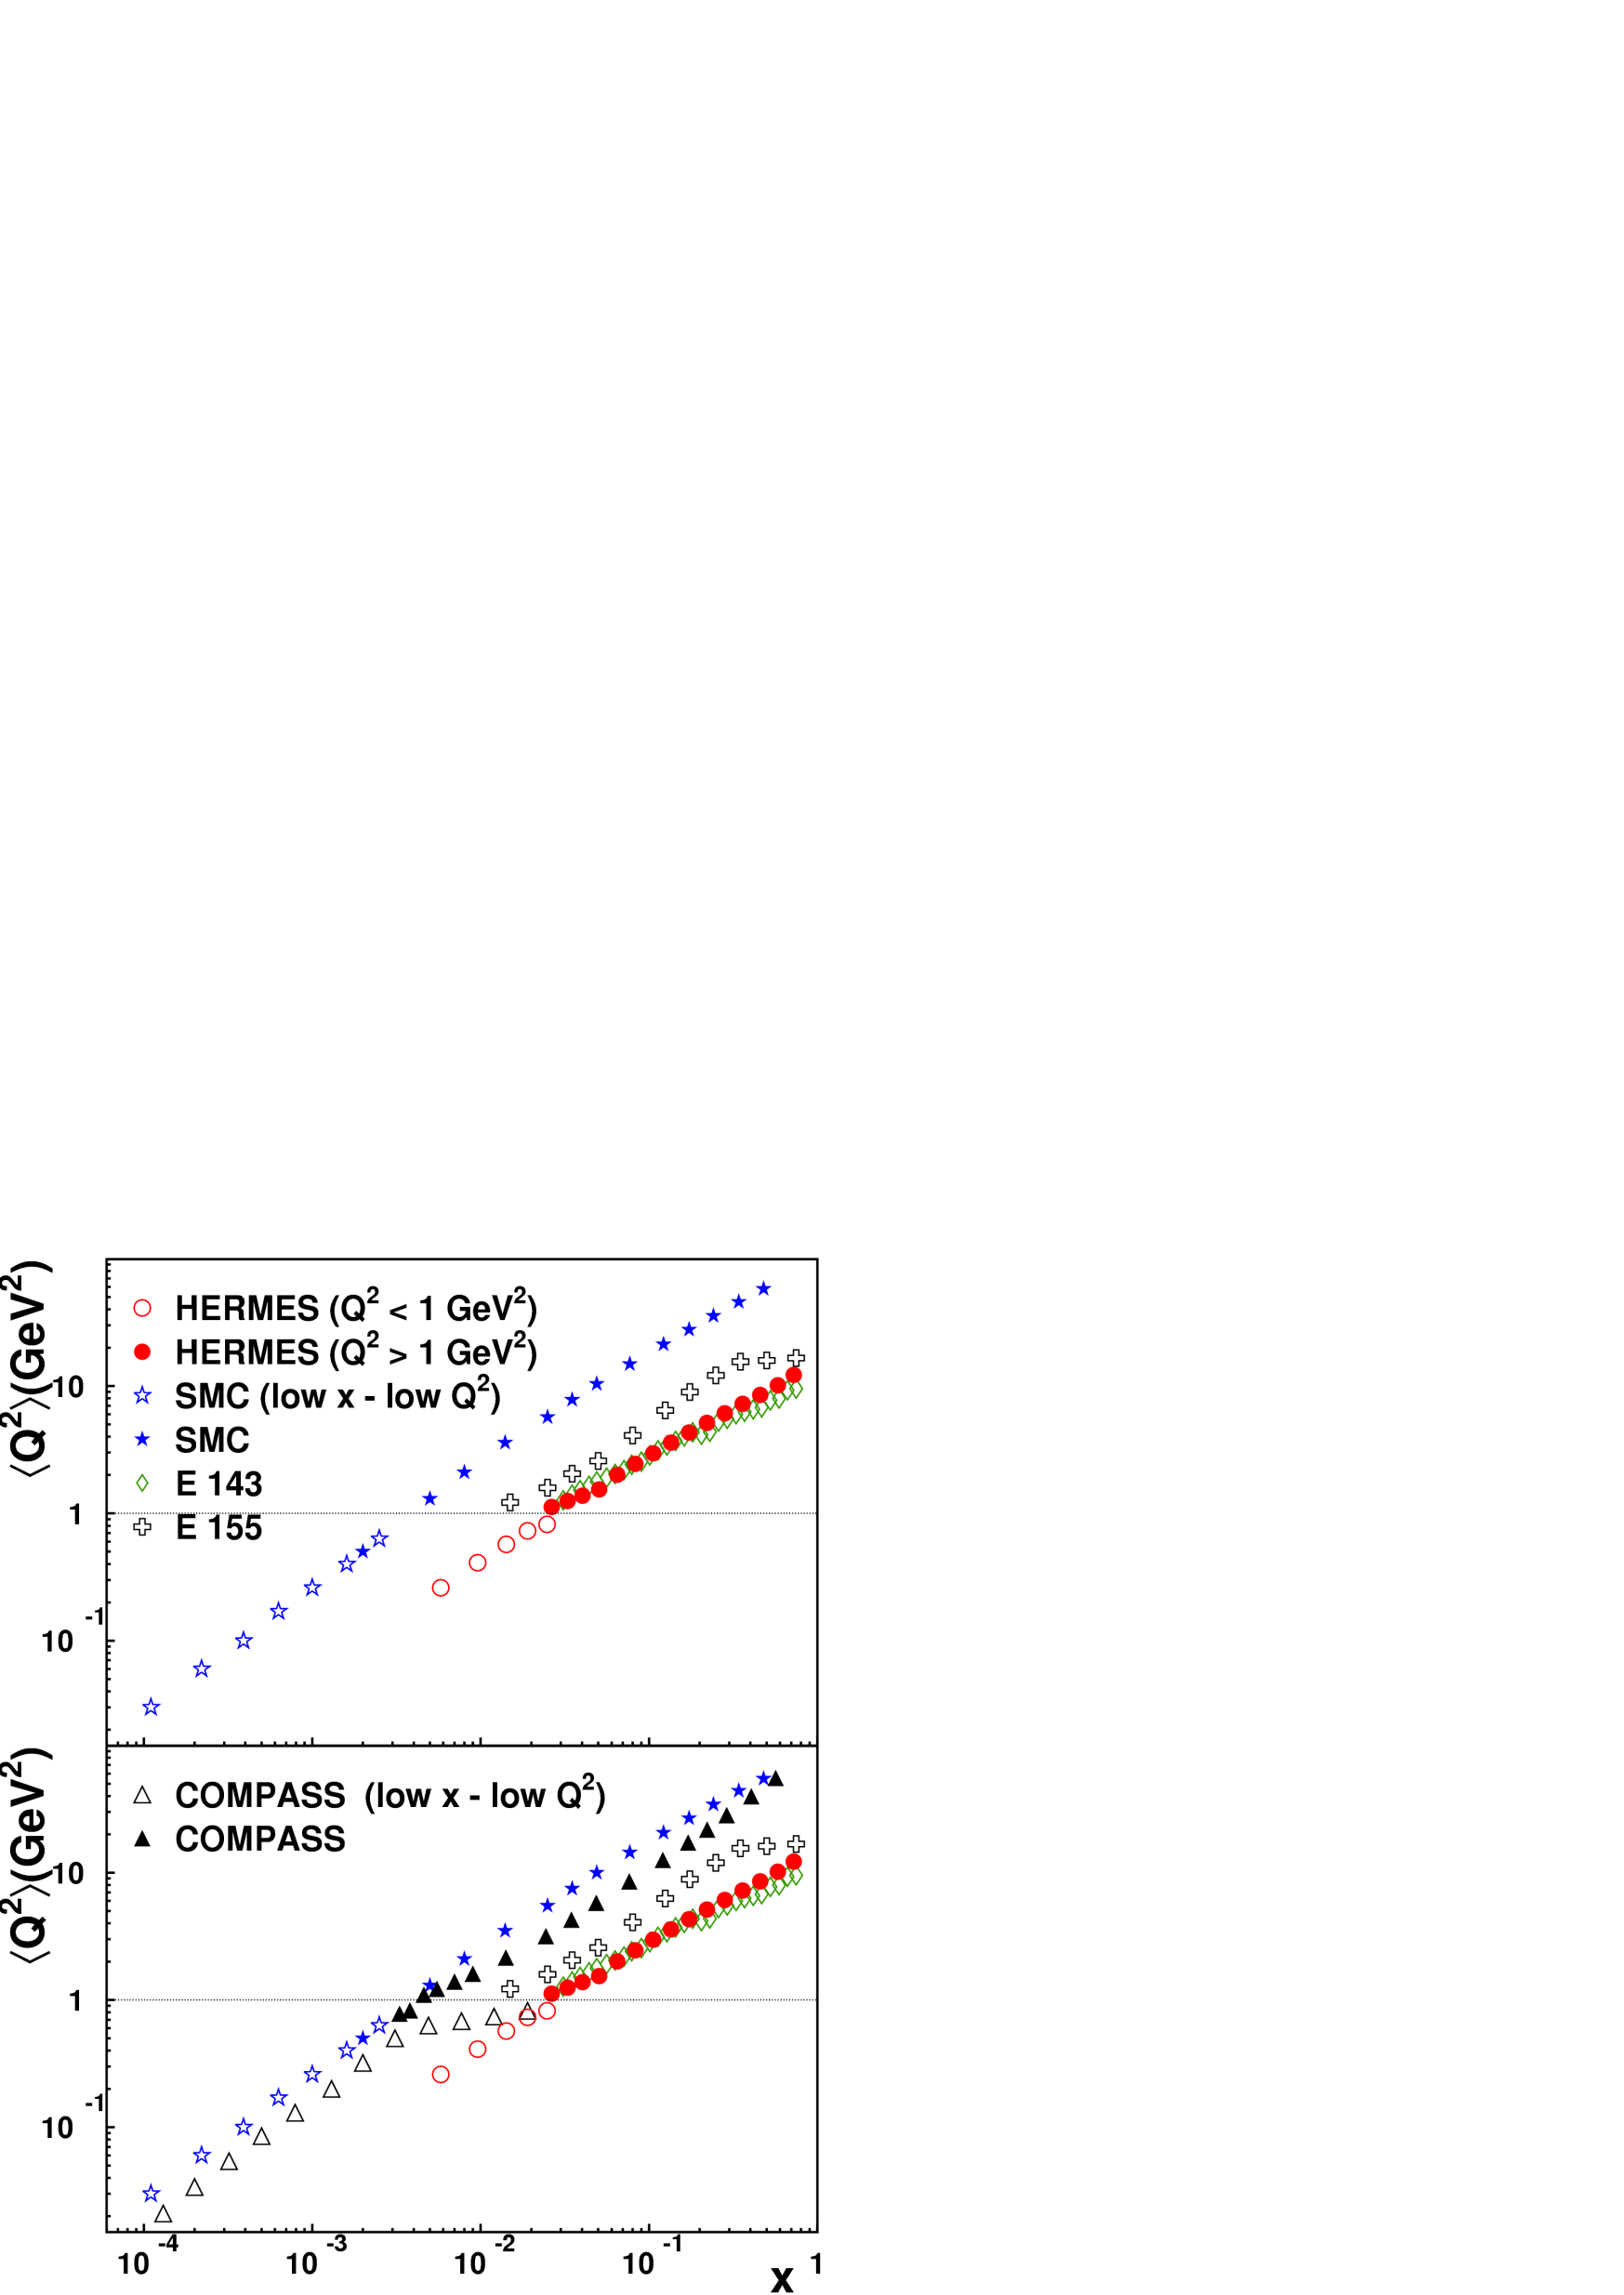 ⟨Q²⟩(GeV²)
HERMES (Q² < 1 GeV²)
HERMES (Q² > 1 GeV²)
10
SMC (low x - low Q²)
SMC
E 143
1
E 155
10⁻¹
⟨Q²⟩(GeV²)
COMPASS (low x - low Q²)
COMPASS
10
1
10⁻¹
10⁻⁴ 10⁻³ 10⁻² 10⁻¹ 1
x